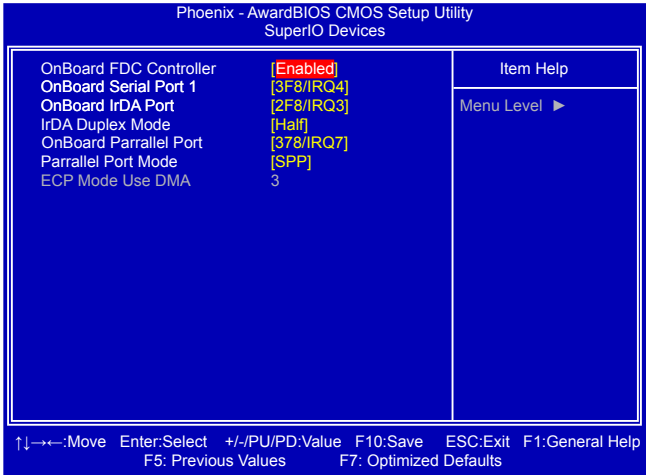 Phoenix - AwardBIOS CMOS Setup Utility
SuperIO Devices
OnBoard FDC Controller [Enabled]
OnBoard Serial Port 1 [3F8/IRQ4]
OnBoard IrDA Port [2F8/IRQ3]
IrDA Duplex Mode [Half]
OnBoard Parrallel Port [378/IRQ7]
Parrallel Port Mode [SPP]
ECP Mode Use DMA 3
Item Help
Menu Level ►
↑↓→←:Move Enter:Select +/-/PU/PD:Value F10:Save ESC:Exit F1:General Help
F5: Previous Values F7: Optimized Defaults